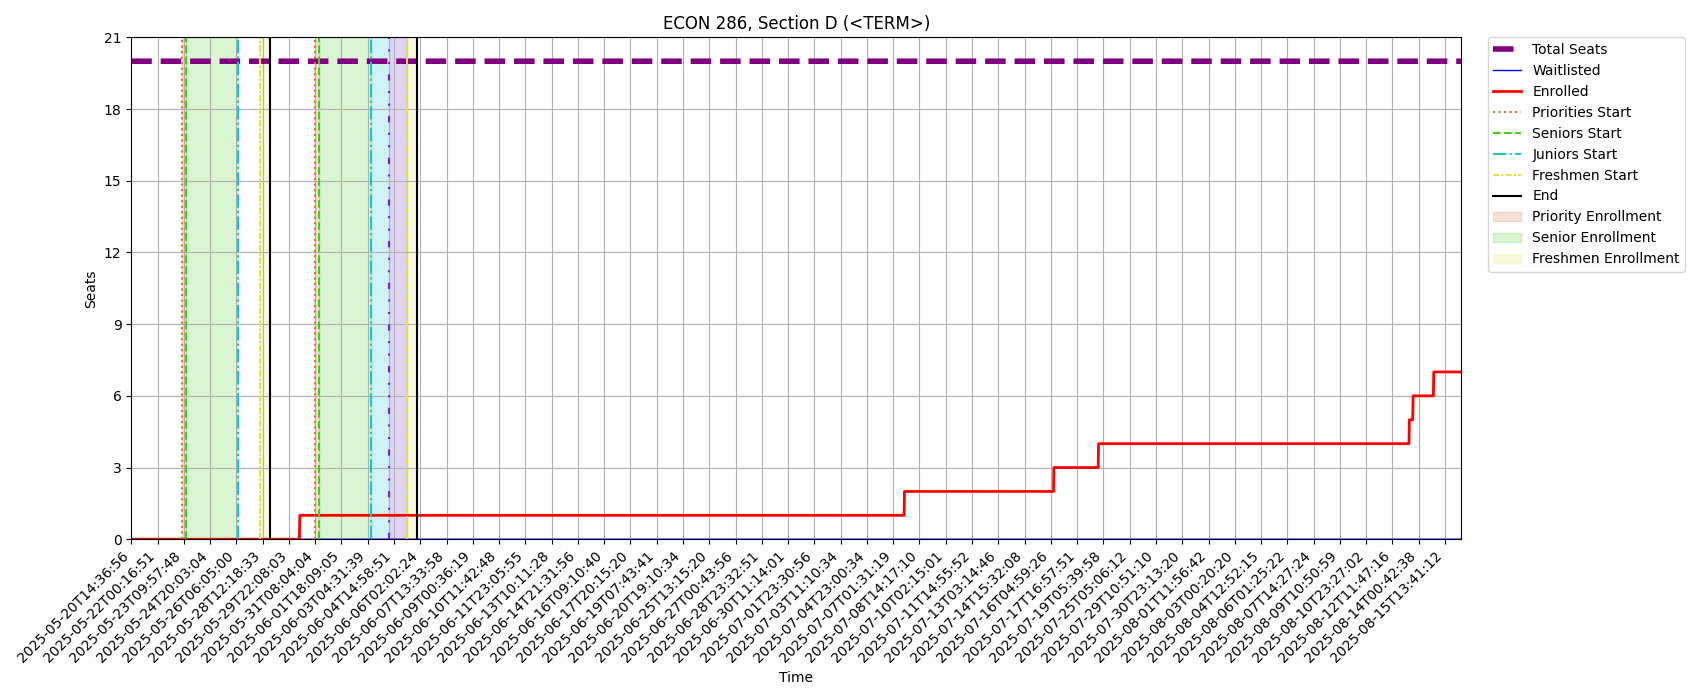 ECON 286, Section D (<TERM>)
21
18
15
12
9
6
3
0
Seats
2025-05-20T14:36:56
2025-05-22T00:16:51
2025-05-23T09:57:48
2025-05-24T20:03:04
2025-05-26T06:05:00
2025-05-28T12:18:33
2025-05-29T22:08:03
2025-05-31T08:04:04
2025-06-01T18:09:05
2025-06-03T04:31:39
2025-06-04T14:58:51
2025-06-06T02:02:24
2025-06-07T13:33:58
2025-06-09T00:36:19
2025-06-10T11:42:48
2025-06-11T23:05:55
2025-06-13T10:11:28
2025-06-14T21:31:56
2025-06-16T09:10:40
2025-06-17T20:15:20
2025-06-19T07:43:41
2025-06-20T19:10:34
2025-06-25T13:15:20
2025-06-27T00:43:56
2025-06-28T23:32:51
2025-06-30T11:14:01
2025-07-01T23:30:56
2025-07-03T11:10:34
2025-07-04T23:00:34
2025-07-07T01:31:19
2025-07-08T14:17:10
2025-07-10T02:15:01
2025-07-11T14:55:52
2025-07-13T03:14:46
2025-07-14T15:32:08
2025-07-16T04:59:26
2025-07-17T16:57:51
2025-07-19T05:39:58
2025-07-25T05:06:12
2025-07-29T10:51:10
2025-07-30T23:13:20
2025-08-01T11:56:42
2025-08-03T00:20:20
2025-08-04T12:52:15
2025-08-06T01:25:22
2025-08-07T14:27:24
2025-08-09T10:50:59
2025-08-10T23:27:02
2025-08-12T11:47:16
2025-08-14T00:42:38
2025-08-15T13:41:12
Time
Total Seats
Waitlisted
Enrolled
Priorities Start
Seniors Start
Juniors Start
Freshmen Start
End
Priority Enrollment
Senior Enrollment
Freshmen Enrollment